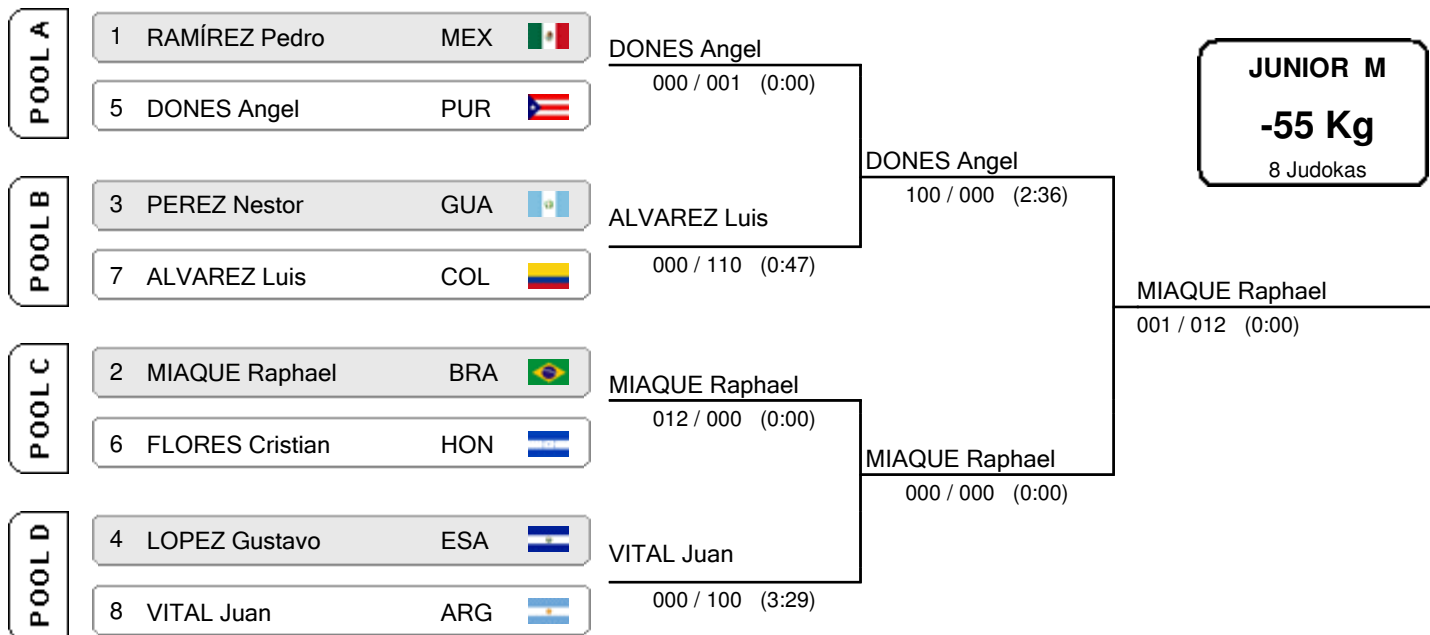 POOL A
1 RAMÍREZ Pedro MEX
5 DONES Angel PUR
DONES Angel
000 / 001 (0:00)
POOL B
3 PEREZ Nestor GUA
7 ALVAREZ Luis COL
ALVAREZ Luis
000 / 110 (0:47)
DONES Angel
100 / 000 (2:36)
POOL C
2 MIAQUE Raphael BRA
6 FLORES Cristian HON
MIAQUE Raphael
012 / 000 (0:00)
POOL D
4 LOPEZ Gustavo ESA
8 VITAL Juan ARG
VITAL Juan
000 / 100 (3:29)
MIAQUE Raphael
000 / 000 (0:00)
MIAQUE Raphael
001 / 012 (0:00)
JUNIOR M
-55 Kg
8 Judokas